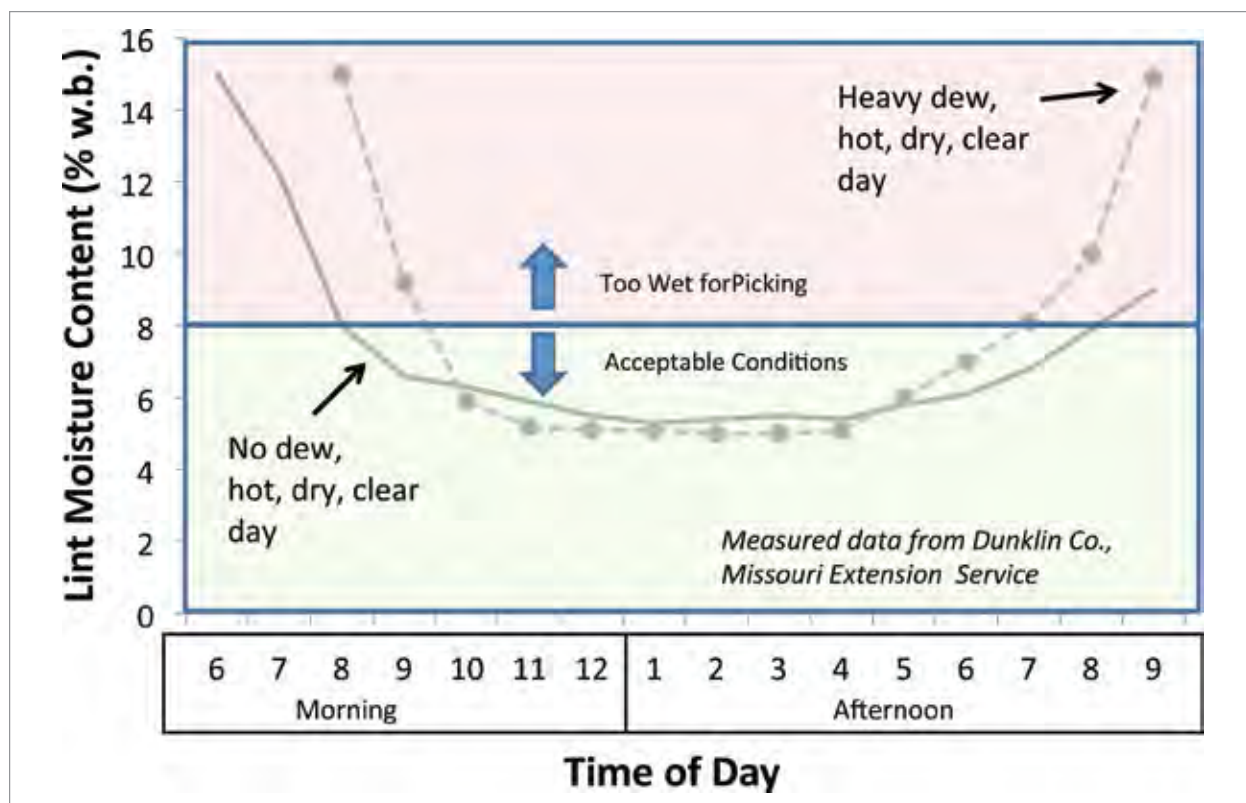 Lint Moisture Content (% w.b.)
16
14
12
10
8
6
4
2
0
Heavy dew,
hot, dry, clear
day
Too Wet forPicking
Acceptable Conditions
No dew,
hot, dry, clear
day
Measured data from Dunklin Co.,
Missouri Extension Service
6 7 8 9 10 11 12 1 2 3 4 5 6 7 8 9
Morning Afternoon
Time of Day